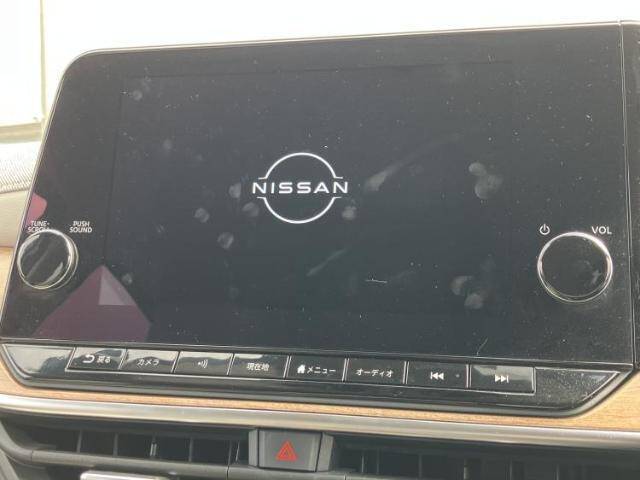 NISSAN
TUNE·
SCROLL
PUSH
SOUND
VOL
戻る
カメラ
現在地
メニュー
オーディオ